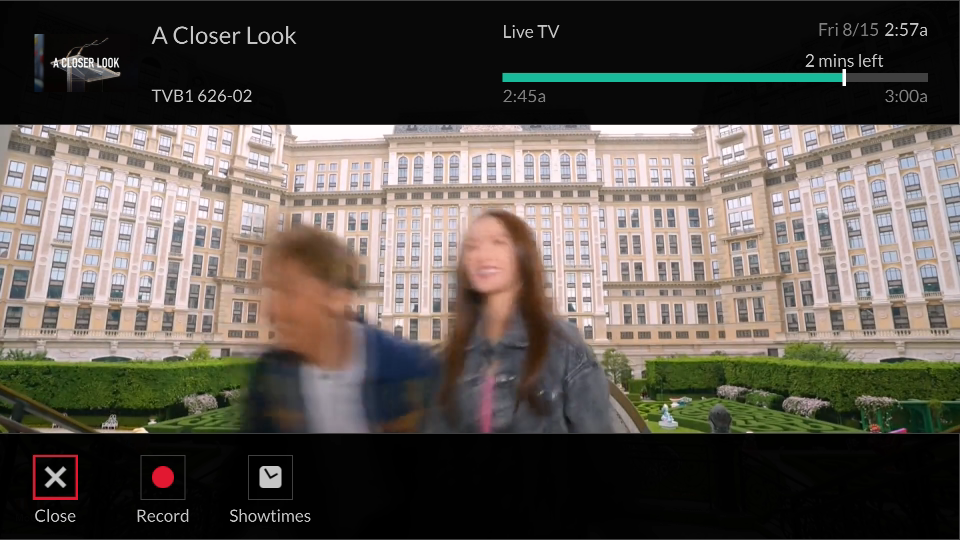 A CLOSER LOOK
A Closer Look
TVB1 626-02
Live TV
Fri 8/15 2:57a
2 mins left
2:45a
3:00a
Close
Record
Showtimes